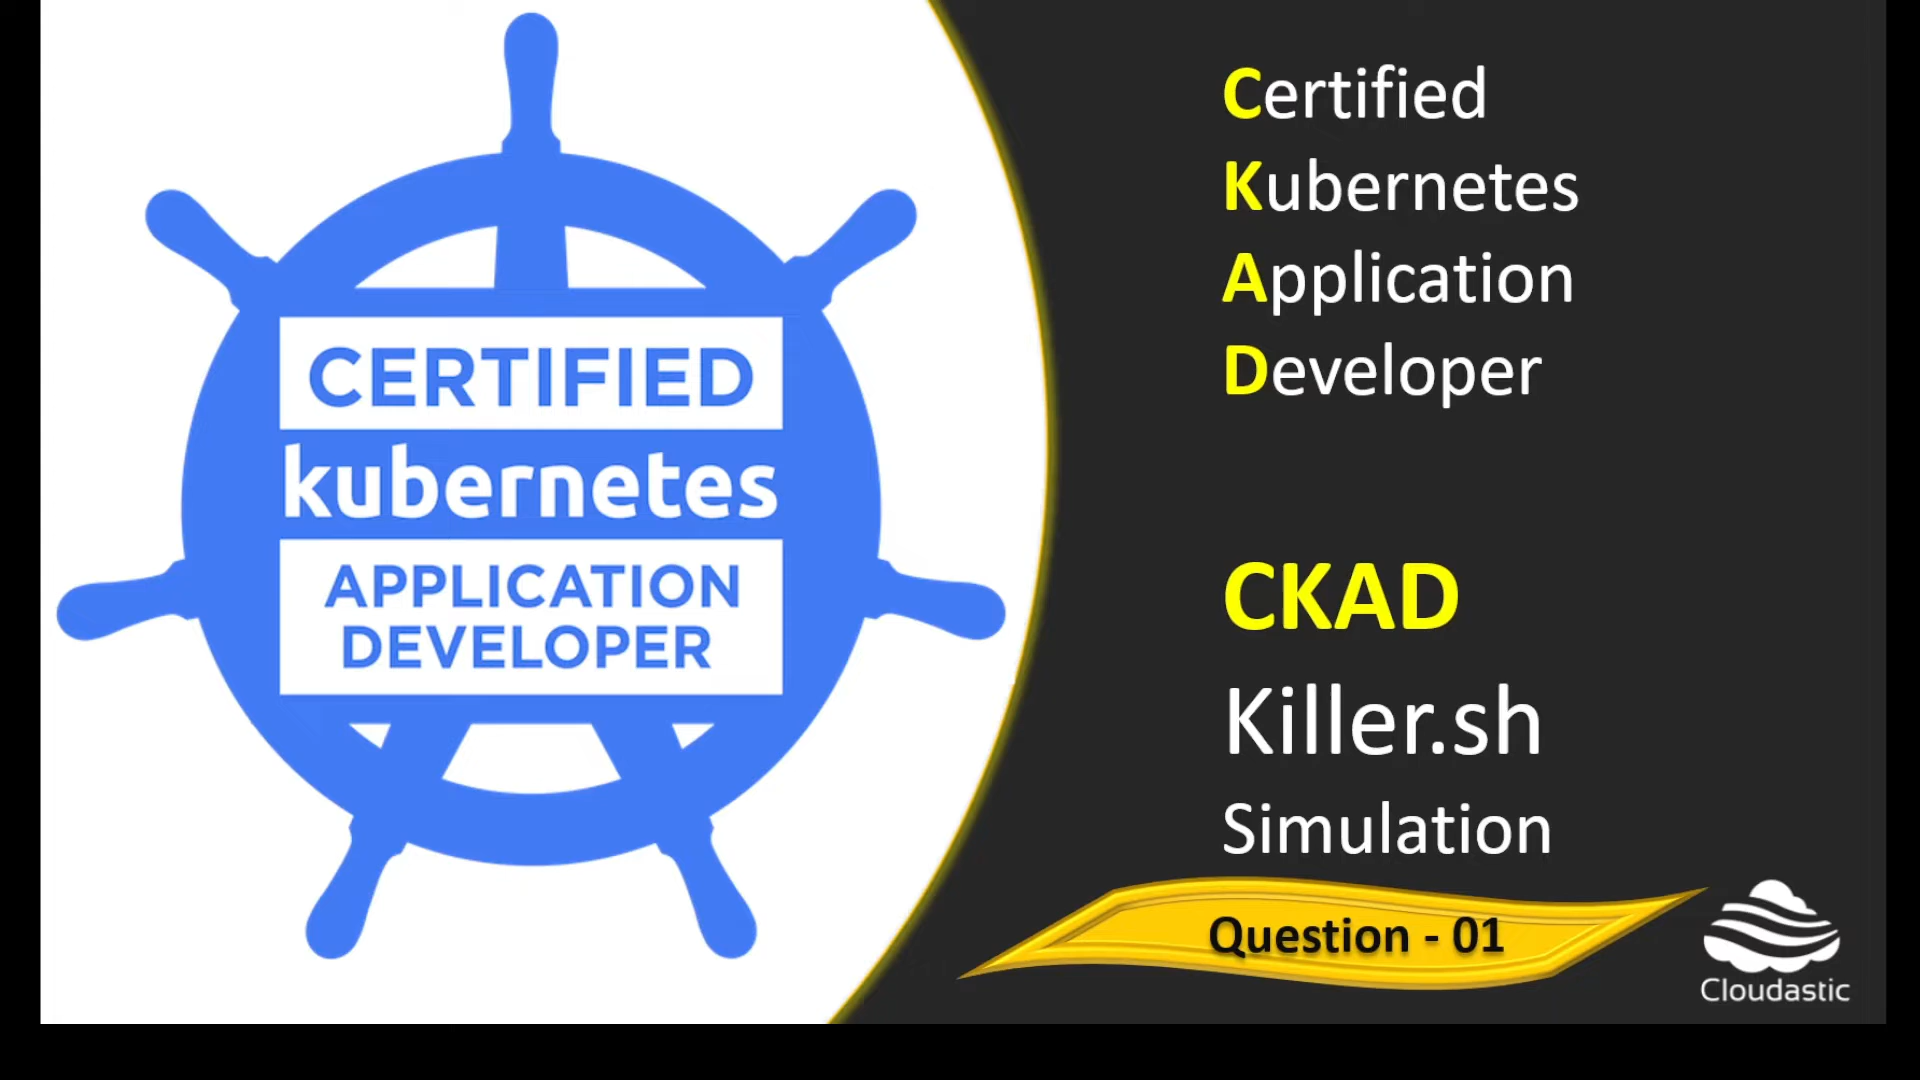 CERTIFIED
kubernetes
APPLICATION
DEVELOPER
Certified
Kubernetes
Application
Developer
CKAD
Killer.sh
Simulation
Question - 01
Cloudastic